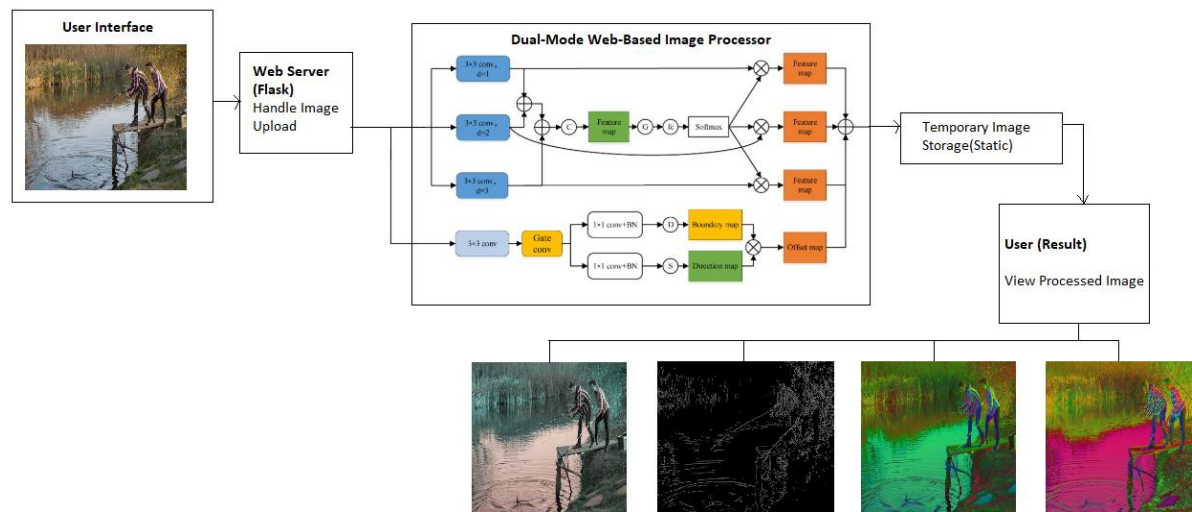 User Interface
Web Server
(Flask)
Handle Image
Upload
Dual-Mode Web-Based Image Processor
3×3 conv,
d=1
3×3 conv,
d=2
3×3 conv,
d=3
C
Feature
map
G
fc
Softmax
Feature
map
Feature
map
Feature
map
3×3 conv
Gate
conv
1×1 conv+BN
D
Boundary map
1×1 conv+BN
S
Direction map
Offset map
Temporary Image
Storage(Static)
User (Result)
View Processed Image